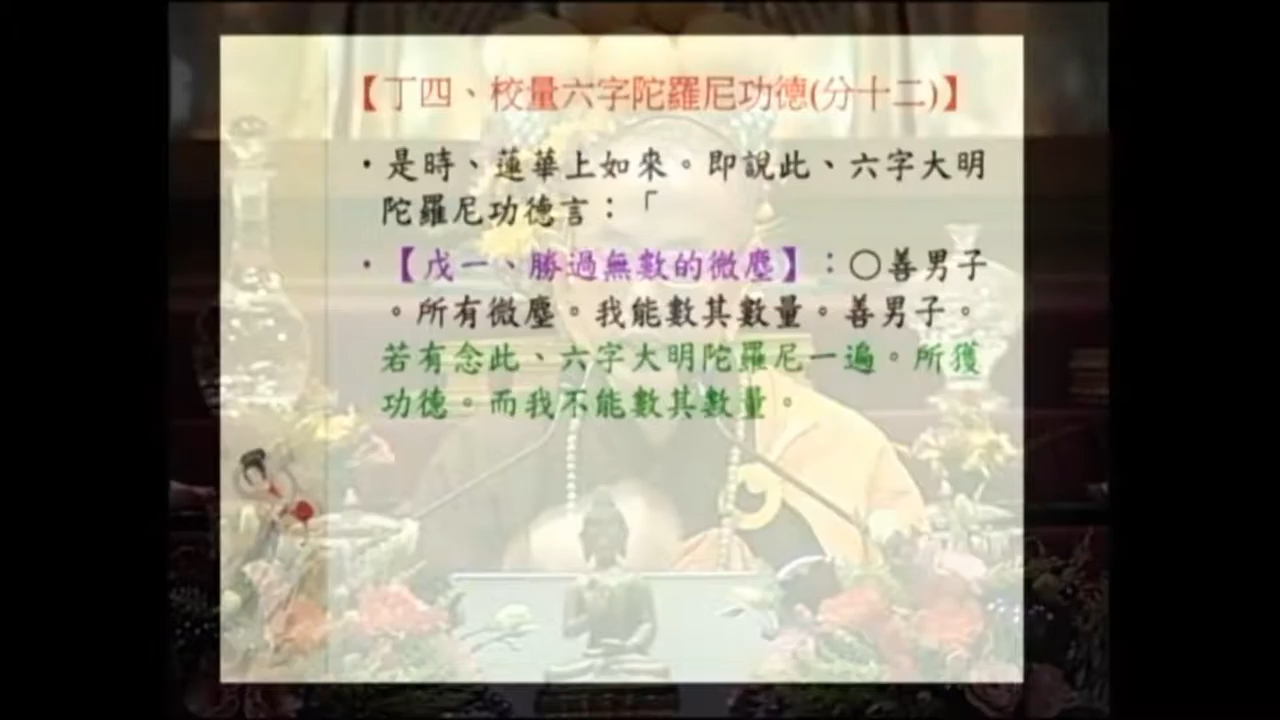 【丁四、校量六字陀羅尼功德(分十二)】
・是時、蓮華上如來。即說此、六字大明
陀羅尼功德言：「
・【戊一、勝過無數的微塵】：○善男子
。所有微塵。我能數其數量。善男子。
若有念此、六字大明陀羅尼一遍。所獲
功德。而我不能數其數量。